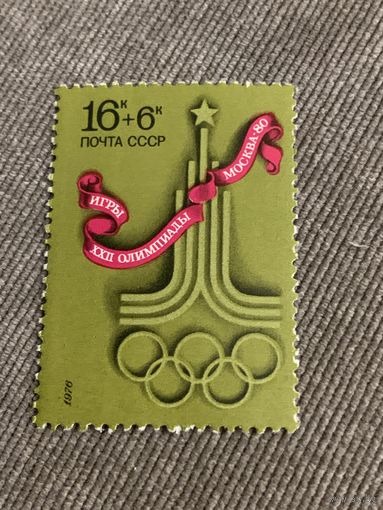 16К+6К
ПОЧТА СССР
ИГРЫ
XXII ОЛИМПИАДЫ
МОСКВА·80
1976